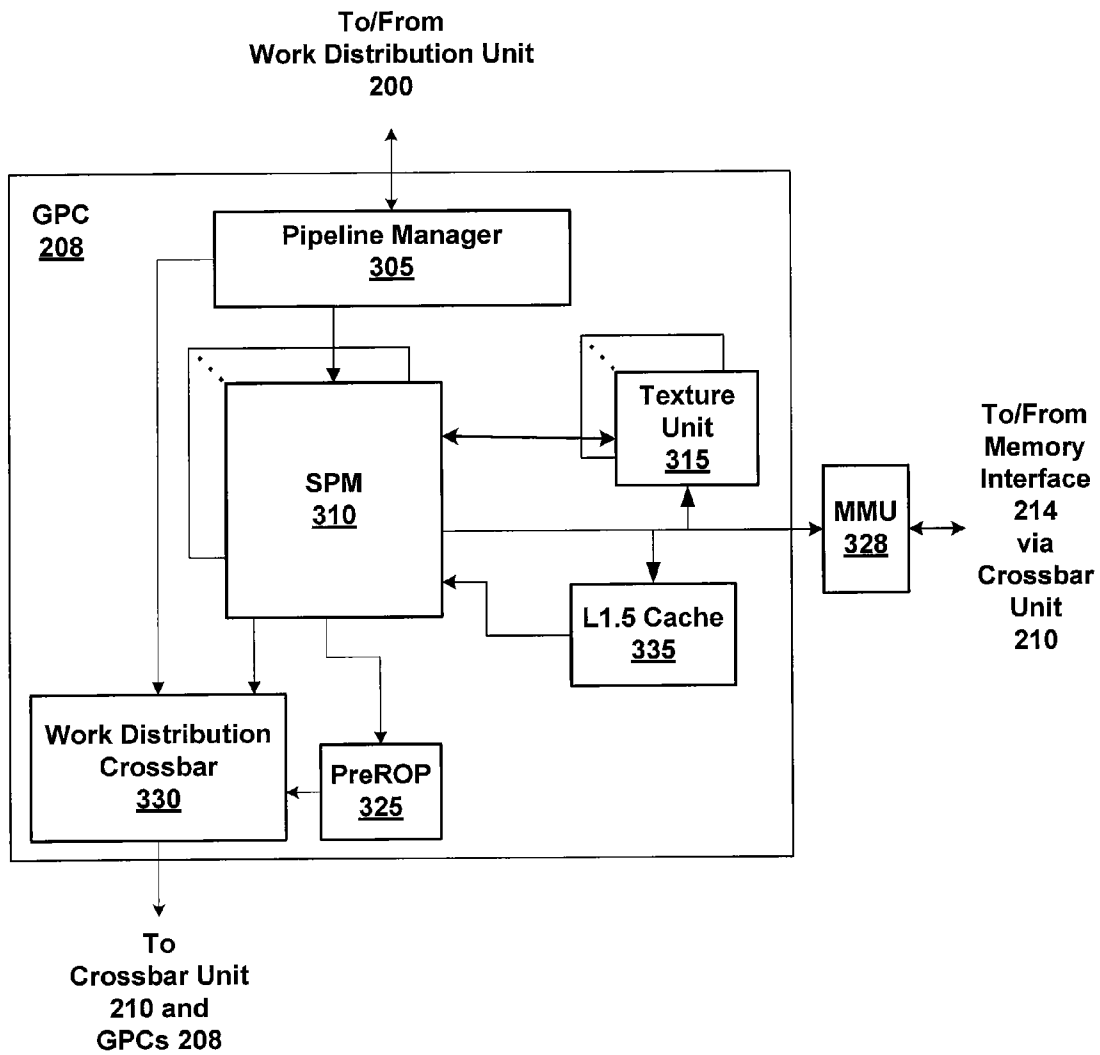 To/From
Work Distribution Unit
200
GPC
208
Pipeline Manager
305
Texture
Unit
315
SPM
310
To/From
Memory
Interface
214
via
Crossbar
Unit
210
MMU
328
L1.5 Cache
335
Work Distribution
Crossbar
330
PreROP
325
To
Crossbar Unit
210 and
GPCs 208